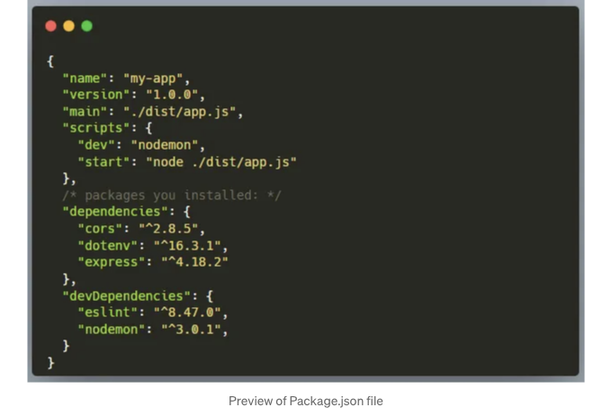 {
"name": "my-app",
"version": "1.0.0",
"main": "./dist/app.js",
"scripts": {
"dev": "nodemon",
"start": "node ./dist/app.js"
},
/* packages you installed: */
"dependencies": {
"cors": "^2.8.5",
"dotenv": "^16.3.1",
"express": "^4.18.2"
},
"devDependencies": {
"eslint": "^8.47.0",
"nodemon": "^3.0.1",
}
}
Preview of Package.json file